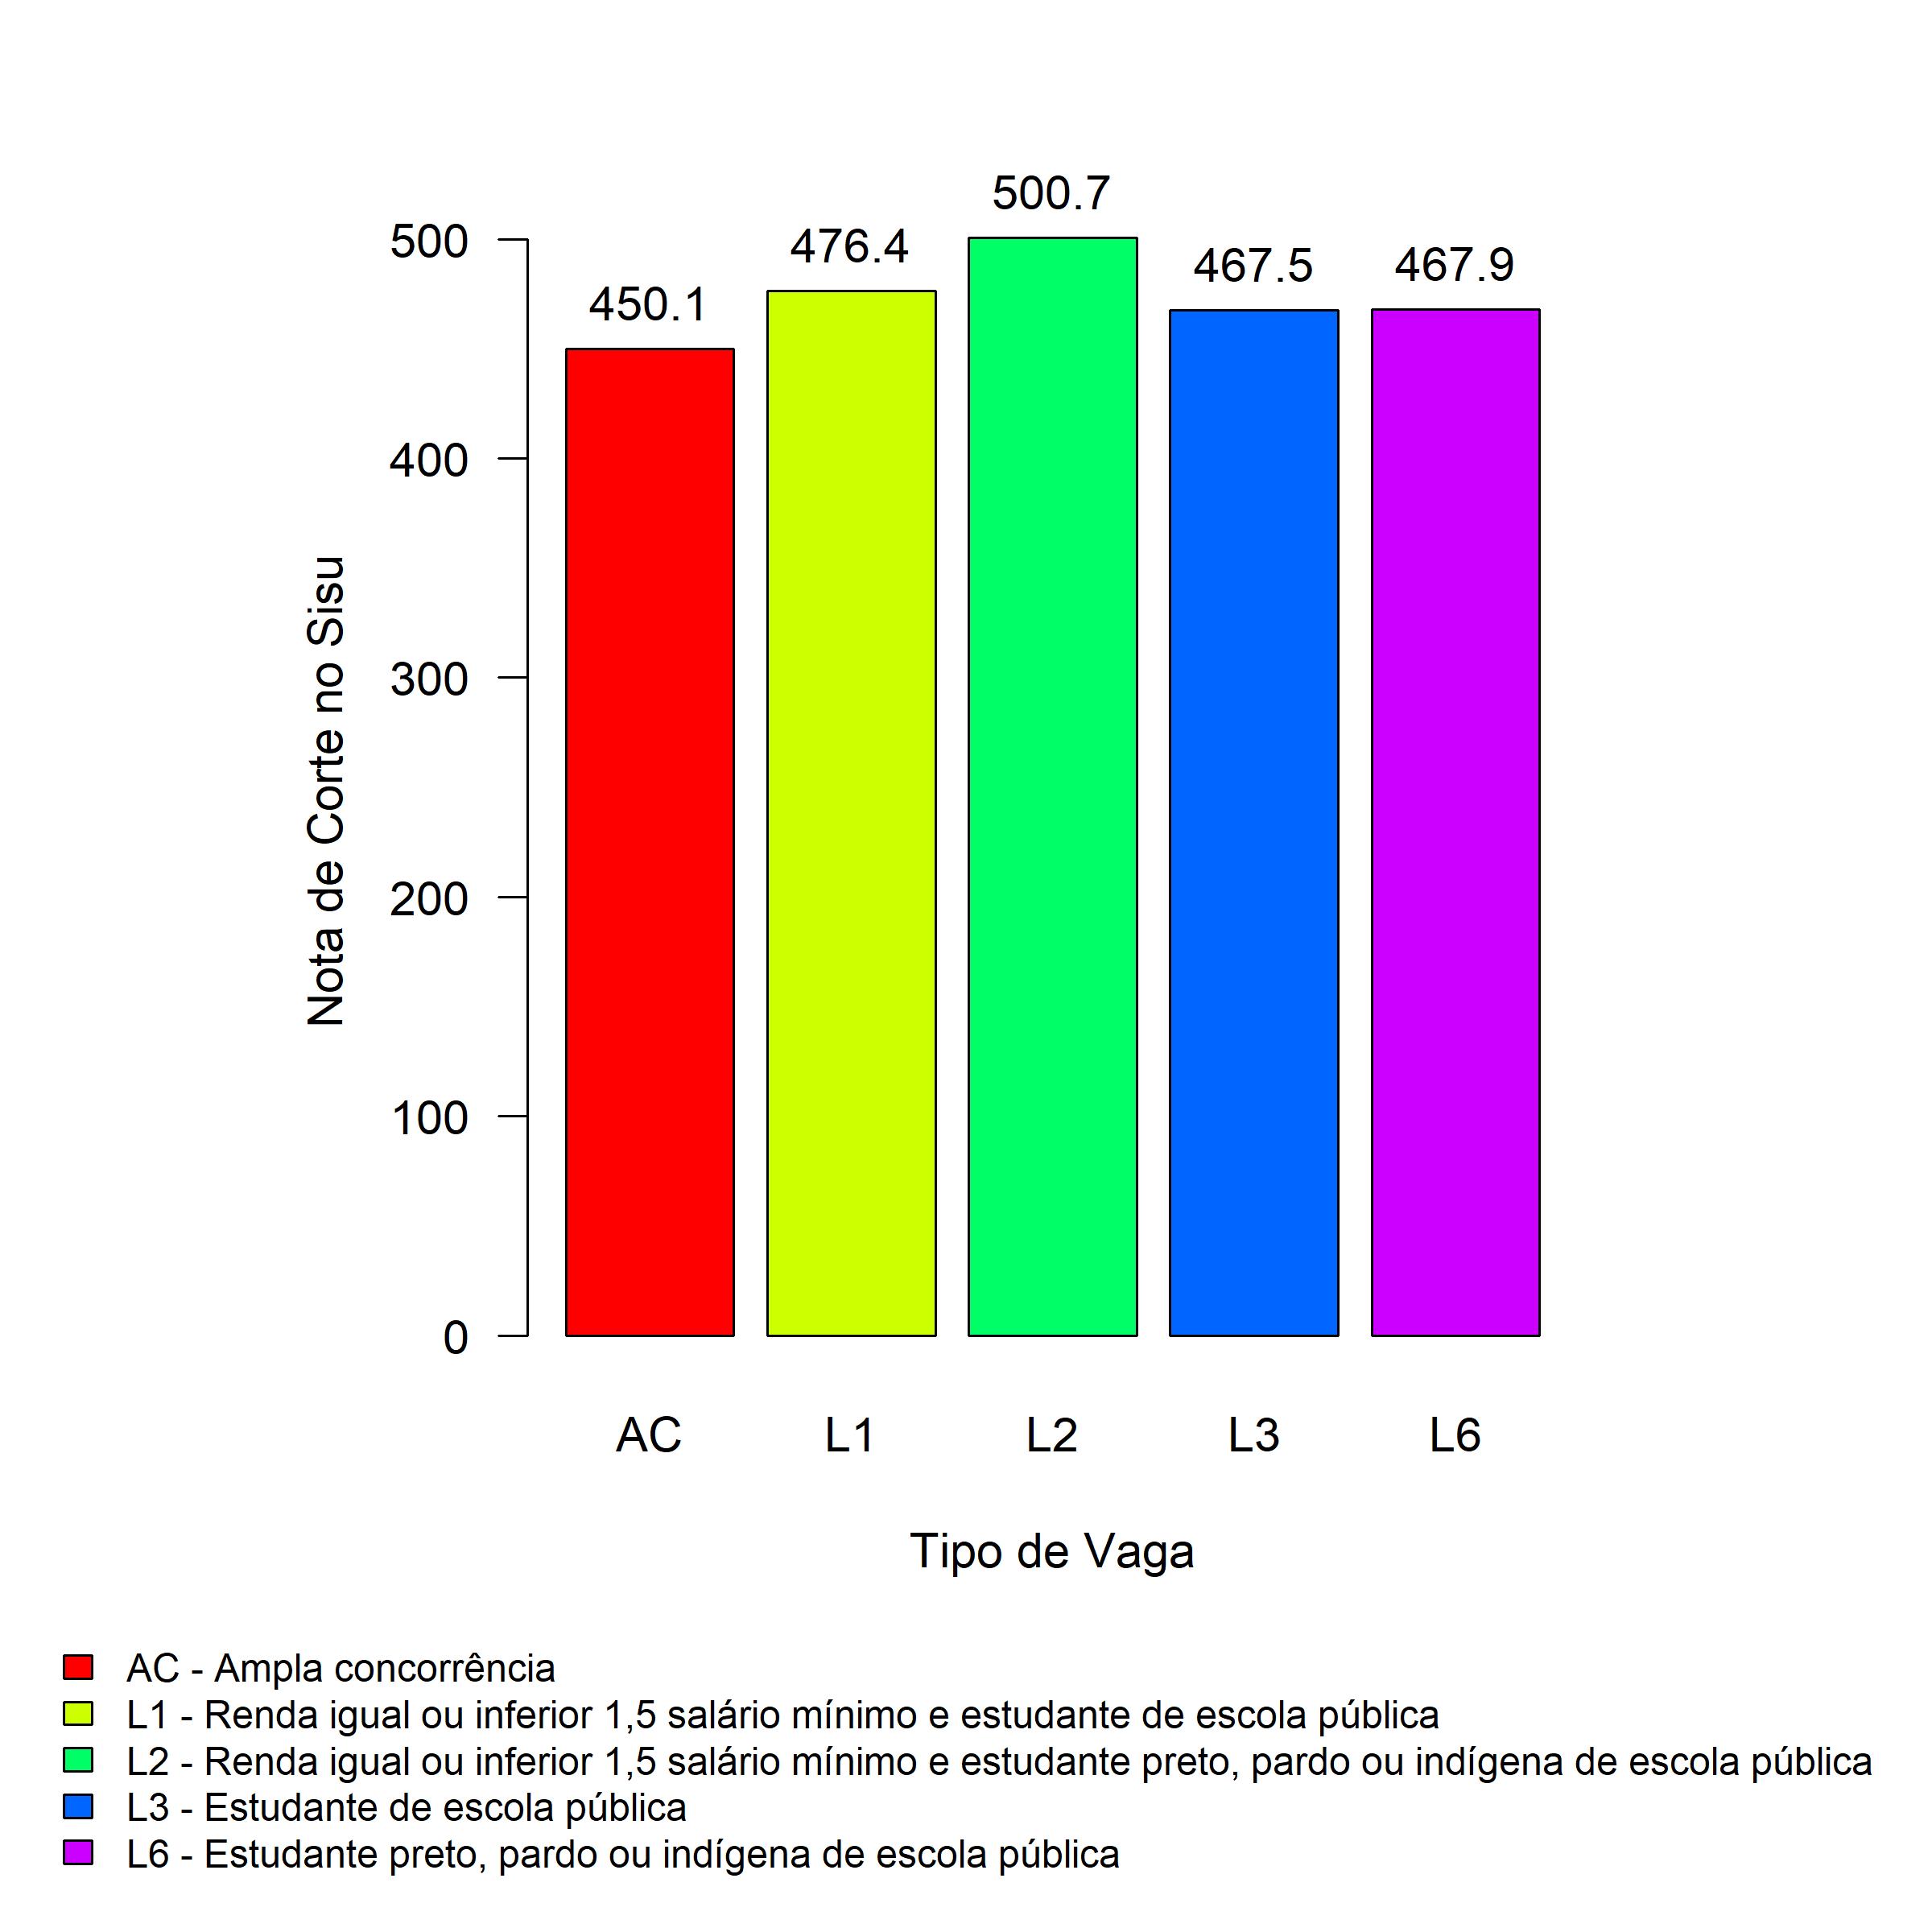 500.7
476.4
467.5
467.9
450.1
500
400
300
200
100
0
Nota de Corte no Sisu
AC
L1
L2
L3
L6
Tipo de Vaga
AC - Ampla concorrência
L1 - Renda igual ou inferior 1,5 salário mínimo e estudante de escola pública
L2 - Renda igual ou inferior 1,5 salário mínimo e estudante preto, pardo ou indígena de escola pública
L3 - Estudante de escola pública
L6 - Estudante preto, pardo ou indígena de escola pública